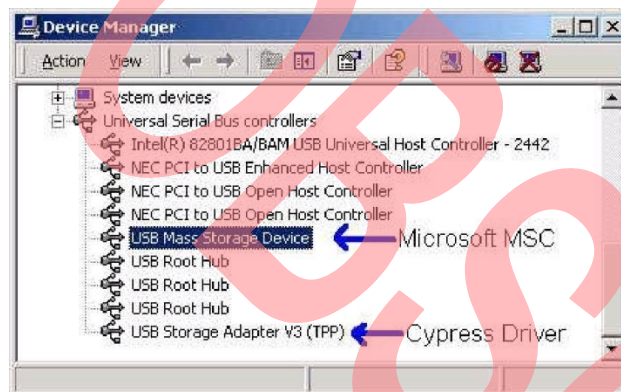 Device Manager
Action View
System devices
Universal Serial Bus controllers
Intel(R) 82801BA/BAM USB Universal Host Controller - 2442
NEC PCI to USB Enhanced Host Controller
NEC PCI to USB Open Host Controller
NEC PCI to USB Open Host Controller
USB Mass Storage Device Microsoft MSC
USB Root Hub
USB Root Hub
USB Root Hub
USB Storage Adapter V3 (TPP) Cypress Driver